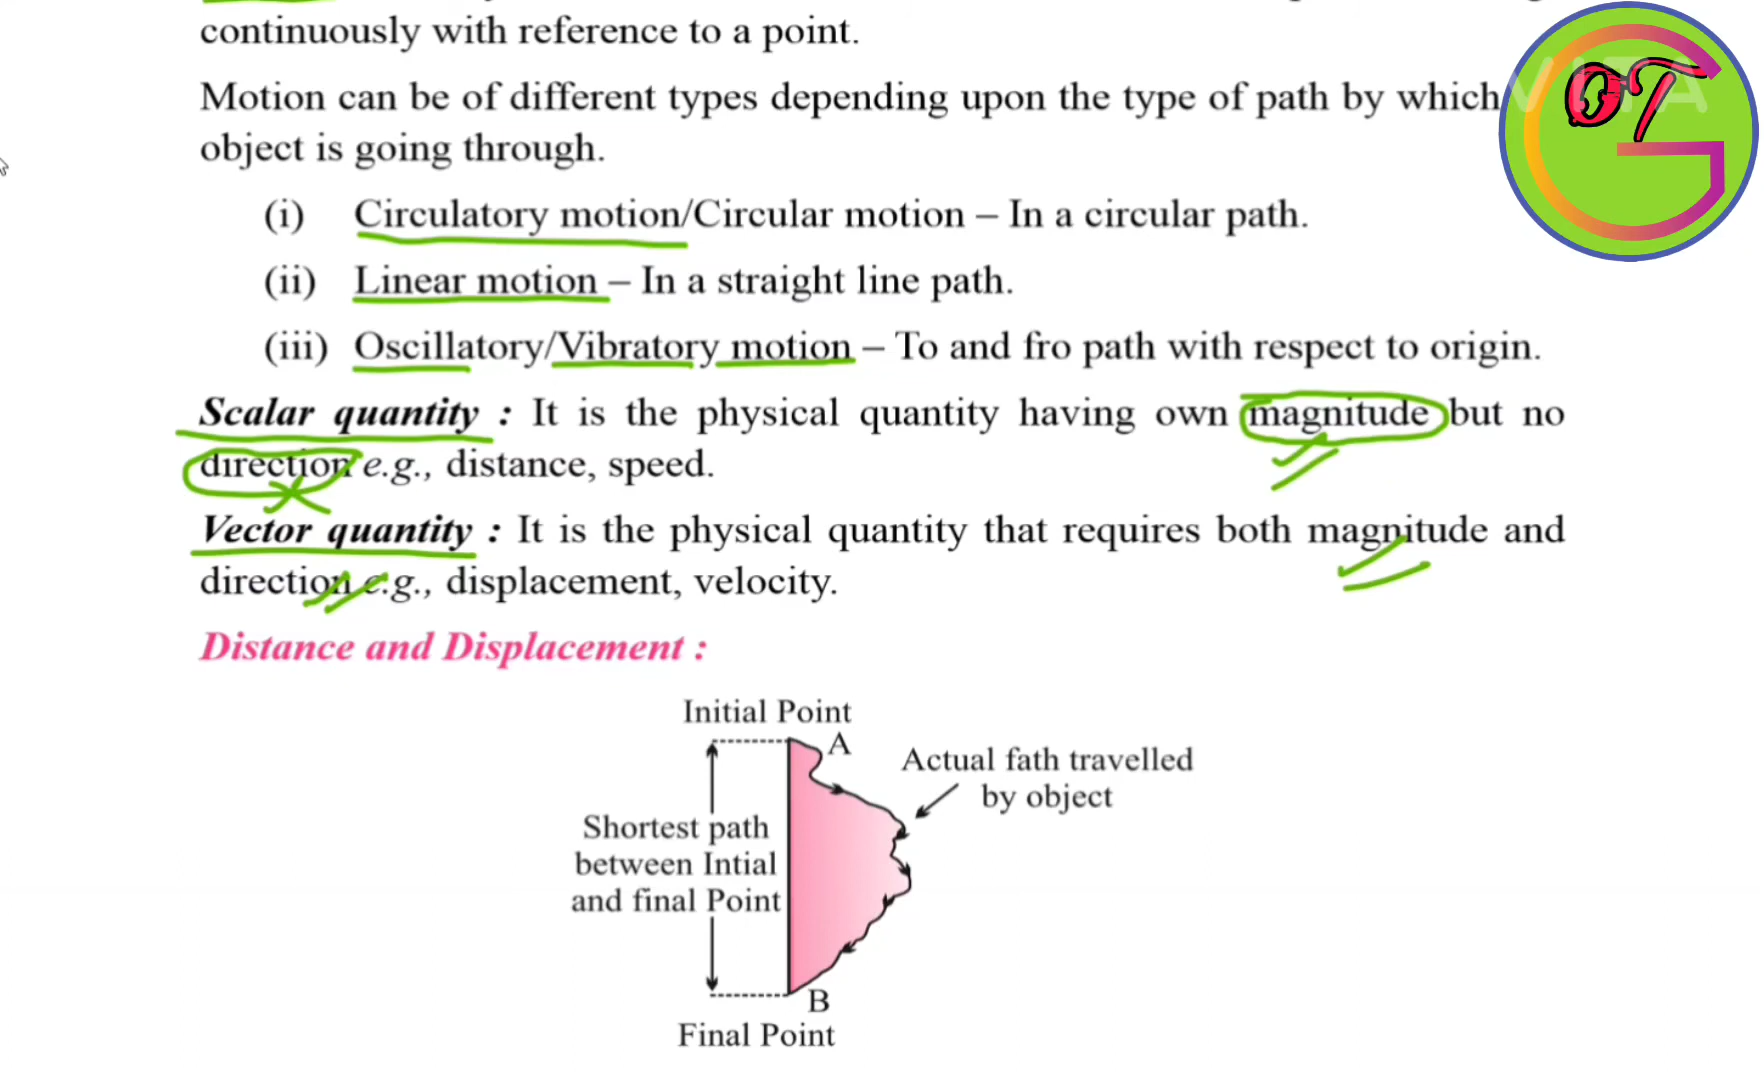 continuously with reference to a point.
Motion can be of different types depending upon the type of path by which
object is going through.
(i) Circulatory motion/Circular motion – In a circular path.
(ii) Linear motion – In a straight line path.
(iii) Oscillatory/Vibratory motion – To and fro path with respect to origin.
Scalar quantity : It is the physical quantity having own magnitude but no
direction e.g., distance, speed.
Vector quantity : It is the physical quantity that requires both magnitude and
direction e.g., displacement, velocity.
Distance and Displacement :
Initial Point
A
Actual fath travelled
by object
Shortest path
between Intial
and final Point
B
Final Point